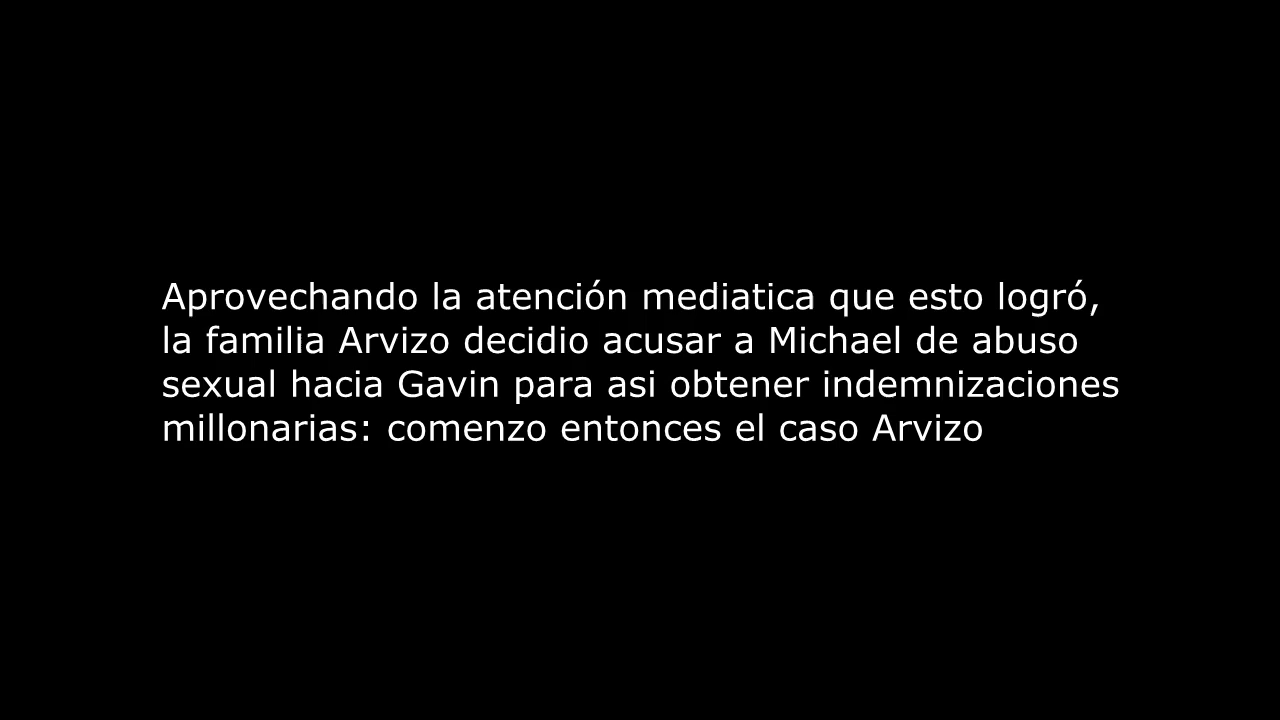 Aprovechando la atención mediatica que esto logró,
la familia Arvizo decidio acusar a Michael de abuso
sexual hacia Gavin para asi obtener indemnizaciones
millonarias: comenzo entonces el caso Arvizo